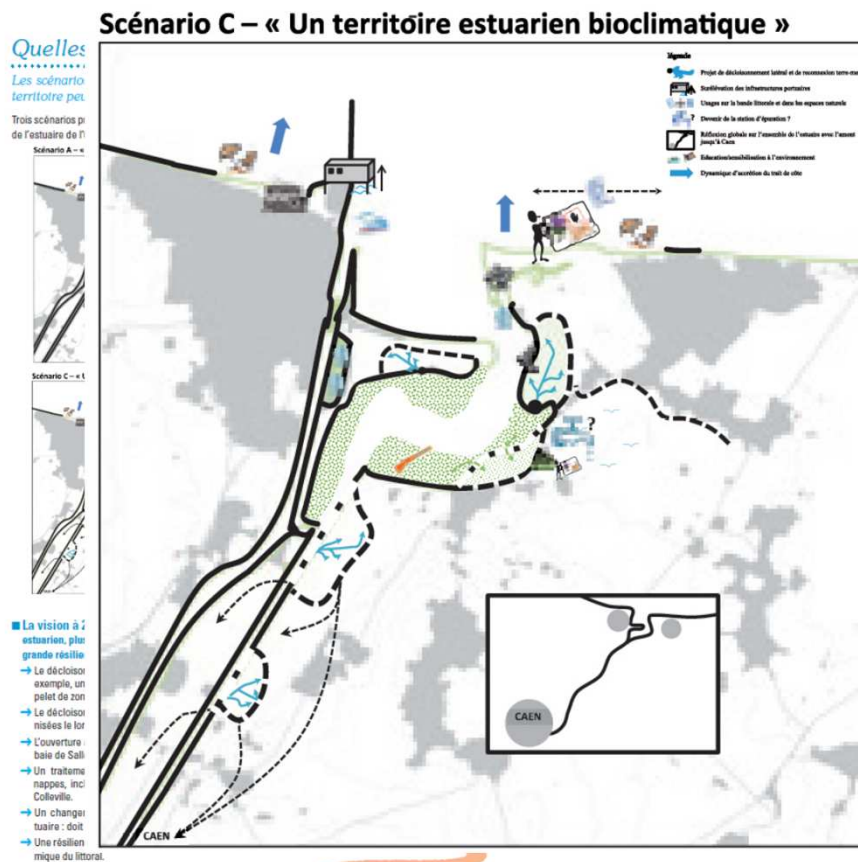 Scénario C – « Un territoire estuarien bioclimatique »
Quelles
Les scénario
territoire peu
Trois scénarios p
de l'estuaire de l'
Scénario A – «
Scénario C – « U
légende
Projet de décloisonnement latéral et de reconnexion terre-me
Surélévation des infrastructures portuaires
Usages sur la bande littorale et dans les espaces naturels
Devenir de la station d'épuration ?
Réflexion globale sur l'ensemble de l'estuaire avec l'amont
jusqu'à Caen
Education/sensibilisation à l'environnement
Dynamique d'accrétion du trait de côte
?
CAEN
CAEN
■ La vision à 2
estuarien, plus
grande résilie
→ Le décloison
exemple, un
pelet de zon
→ Le décloison
nisées le lon
→ L'ouverture
baie de Sall
→ Un traiteme
nappes, incl
Colleville.
→ Un changer
tuaire : doit
→ Une résilien
mique du littoral.